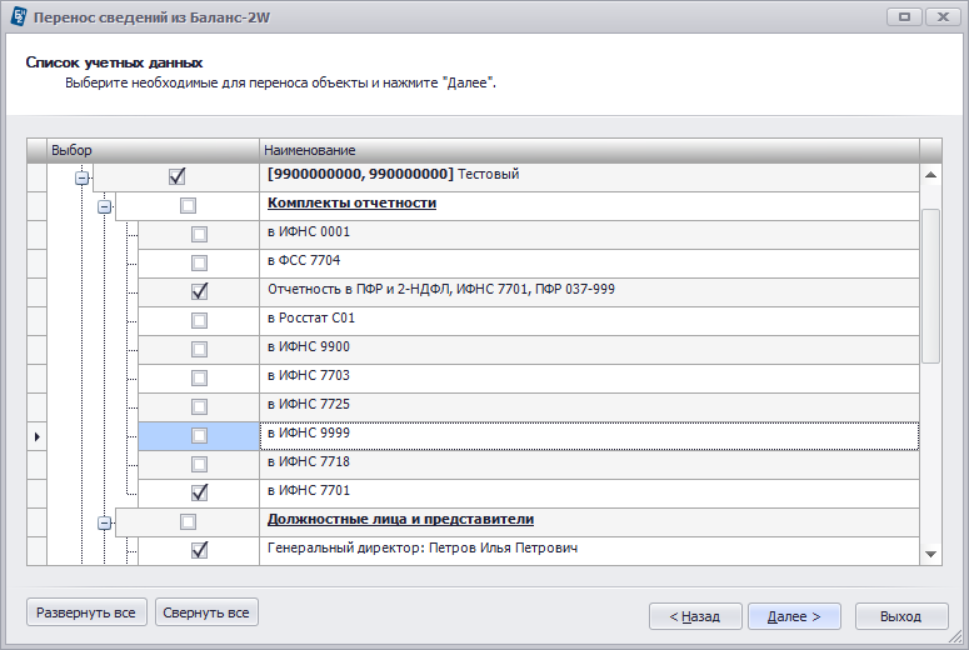 Перенос сведений из Баланс-2W
Список учетных данных
Выберите необходимые для переноса объекты и нажмите "Далее".
Выбор Наименование
[9900000000, 990000000] Тестовый
Комплекты отчетности
в ИФНС 0001
в ФСС 7704
Отчетность в ПФР и 2-НДФЛ, ИФНС 7701, ПФР 037-999
в Росстат С01
в ИФНС 9900
в ИФНС 7703
в ИФНС 7725
в ИФНС 9999
в ИФНС 7718
в ИФНС 7701
Должностные лица и представители
Генеральный директор: Петров Илья Петрович
Развернуть все Свернуть все < Назад Далее > Выход